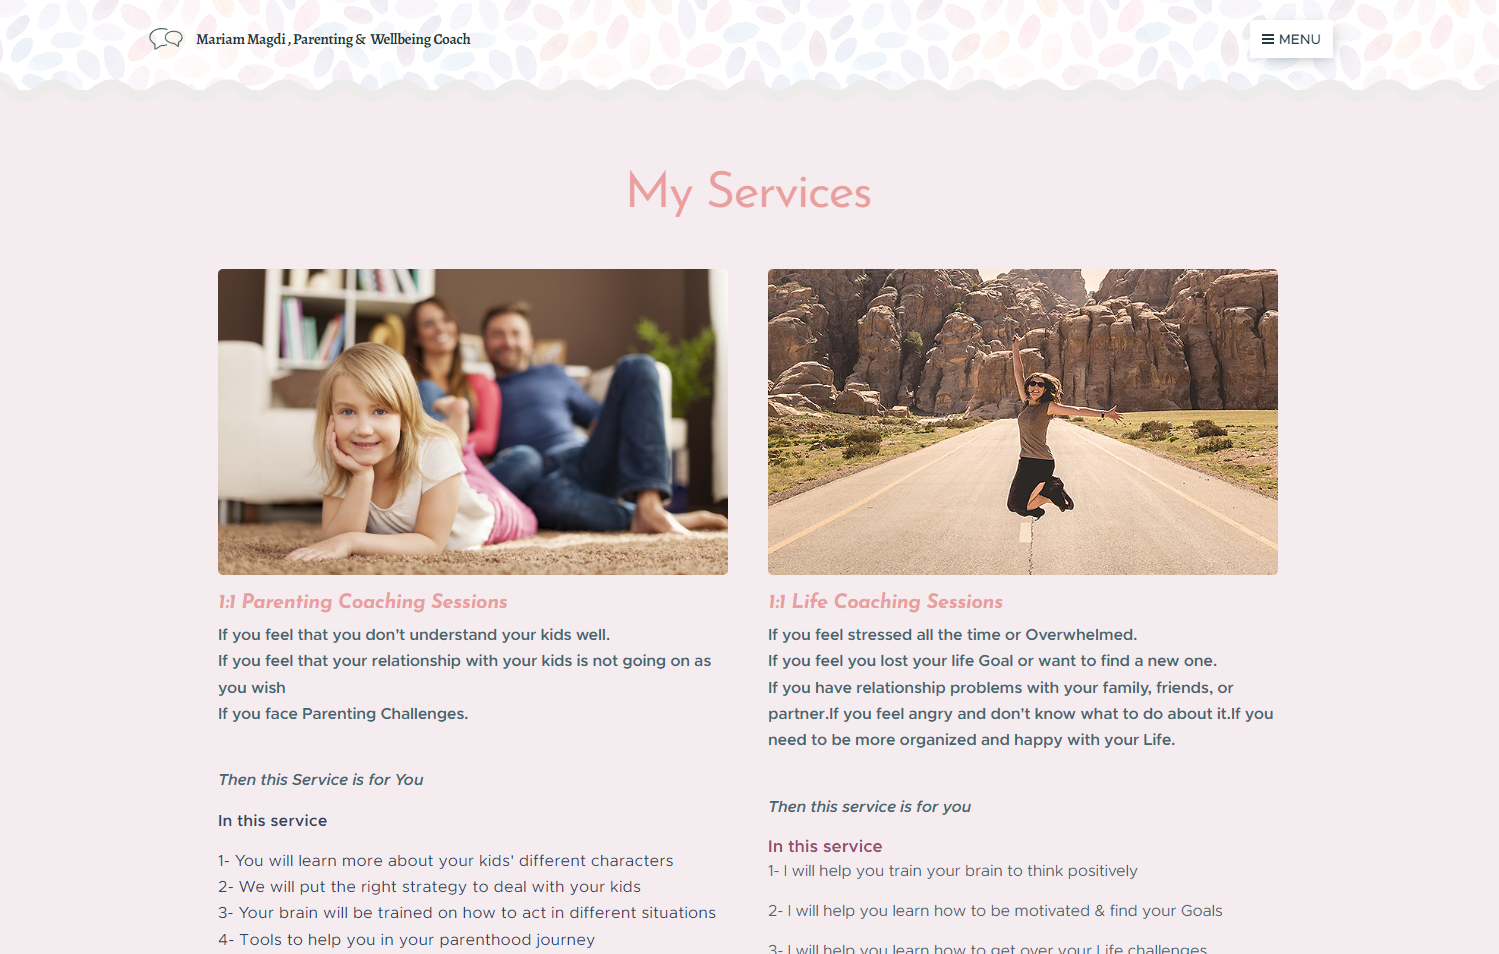 Mariam Magdi , Parenting & Wellbeing Coach
MENU
My Services
1:1 Parenting Coaching Sessions
If you feel that you don't understand your kids well.
If you feel that your relationship with your kids is not going on as
you wish
If you face Parenting Challenges.
Then this Service is for You
In this service
1- You will learn more about your kids' different characters
2- We will put the right strategy to deal with your kids
3- Your brain will be trained on how to act in different situations
4- Tools to help you in your parenthood journey
1:1 Life Coaching Sessions
If you feel stressed all the time or Overwhelmed.
If you feel you lost your life Goal or want to find a new one.
If you have relationship problems with your family, friends, or
partner.If you feel angry and don't know what to do about it.If you
need to be more organized and happy with your Life.
Then this service is for you
In this service
1- I will help you train your brain to think positively
2- I will help you learn how to be motivated & find your Goals
3- I will help you learn how to get over your Life challenges